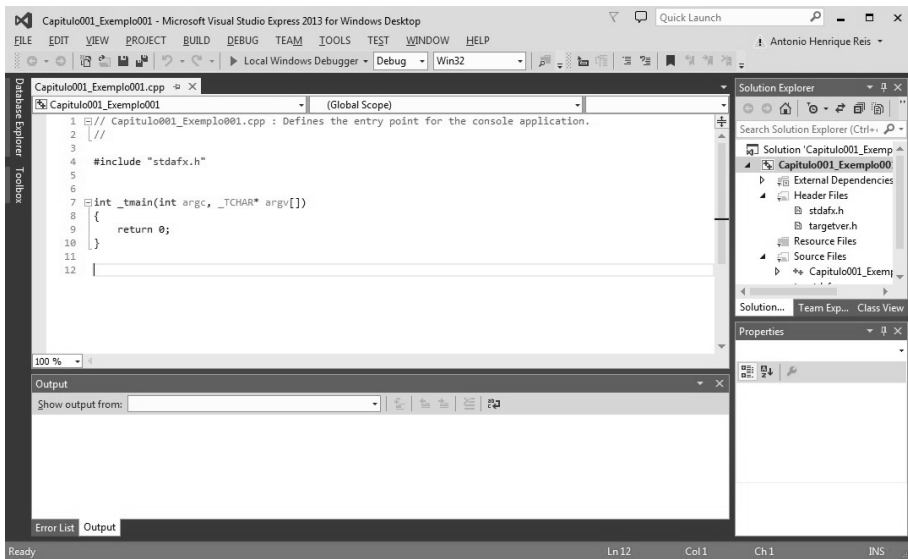 Capitulo001_Exemplo001 - Microsoft Visual Studio Express 2013 for Windows Desktop
Quick Launch
FILE EDIT VIEW PROJECT BUILD DEBUG TEAM TOOLS TEST WINDOW HELP
Antonio Henrique Reis
Local Windows Debugger Debug Win32
Database Explorer
Toolbox
Capitulo001_Exemplo001.cpp
Capitulo001_Exemplo001 (Global Scope)
1 // Capitulo001_Exemplo001.cpp : Defines the entry point for the console application.
2 //
3
4 #include "stdafx.h"
5
6
7 int _tmain(int argc, _TCHAR* argv[])
8 {
9 return 0;
10 }
11
12
100 %
Output
Show output from:
Error List Output
Solution Explorer
Search Solution Explorer (Ctrl+
Solution 'Capitulo001_Exemp
Capitulo001_Exemplo00
External Dependencies
Header Files
stdafx.h
targetver.h
Resource Files
Source Files
Capitulo001_Exemp
Solution... Team Exp... Class View
Properties
Ready Ln 12 Col 1 Ch 1 INS